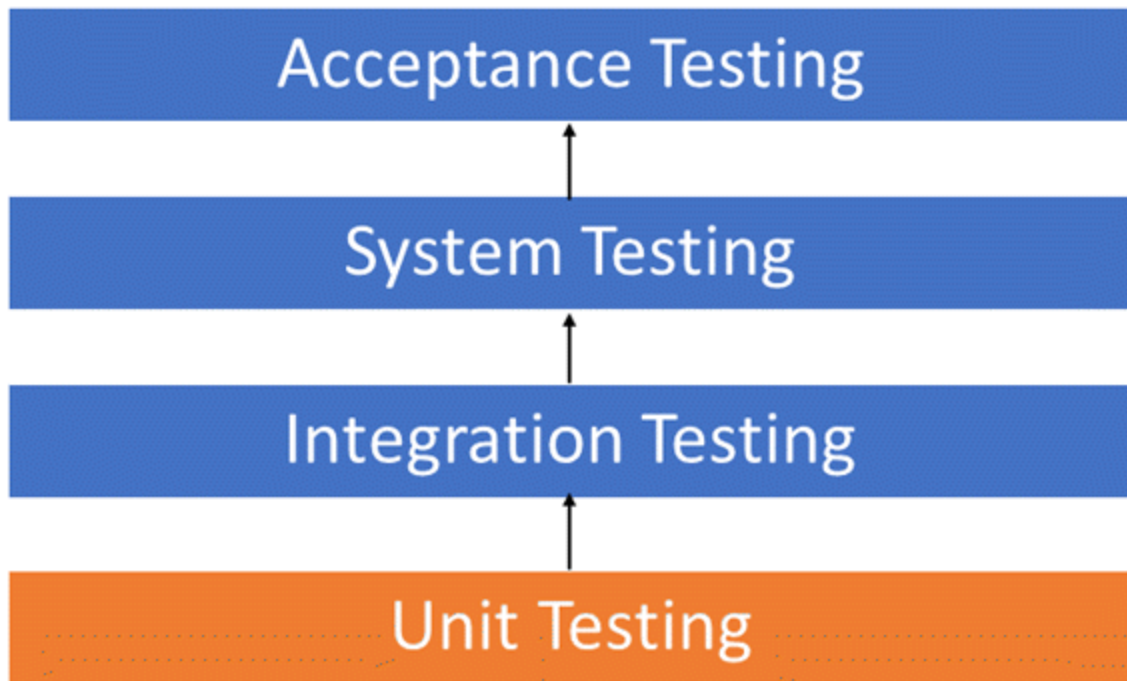 Acceptance Testing
System Testing
Integration Testing
Unit Testing